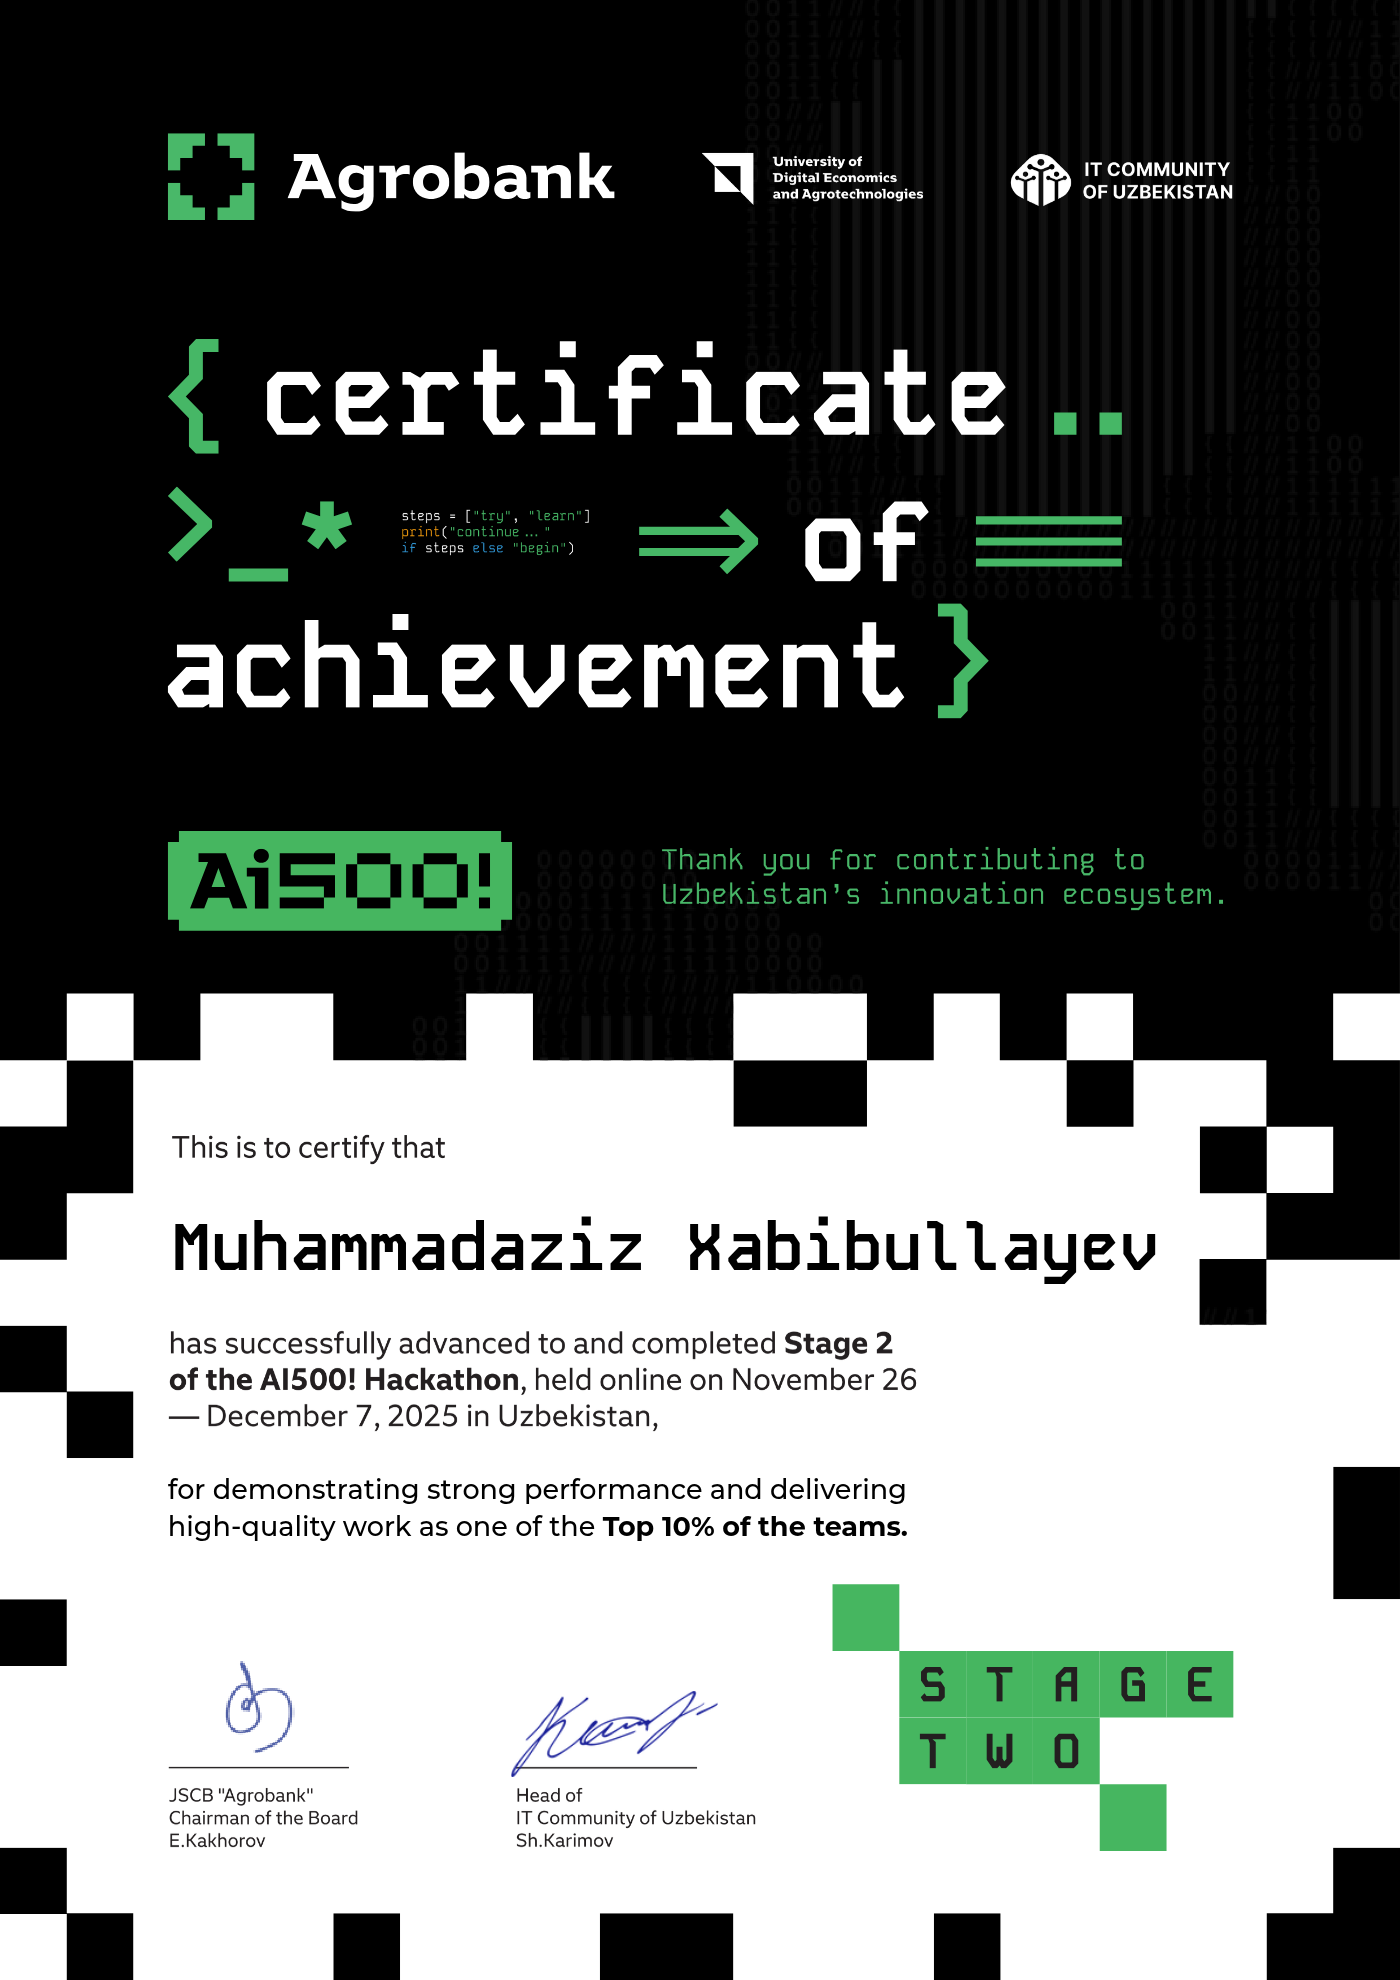 Agrobank
University of
Digital Economics
and Agrotechnologies
IT COMMUNITY
OF UZBEKISTAN
{ certificate ..
>_* steps = ["try", "learn"]
print("continue ... "
if steps else "begin")
⇒ of ≡
achievement }
Ai500!
Thank you for contributing to
Uzbekistan's innovation ecosystem.
This is to certify that
Muhammadaziz Xabibullayev
has successfully advanced to and completed Stage 2
of the AI500! Hackathon, held online on November 26
— December 7, 2025 in Uzbekistan,
for demonstrating strong performance and delivering
high-quality work as one of the Top 10% of the teams.
JSCB "Agrobank"
Chairman of the Board
E.Kakhorov
Head of
IT Community of Uzbekistan
Sh.Karimov
STAGE
TWO